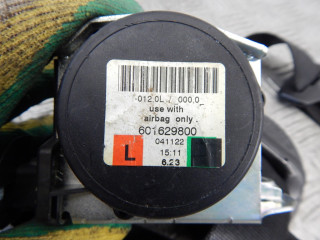 012.0L / 000.0
use with
airbag only
601629800
041122
L
15:11
6.23